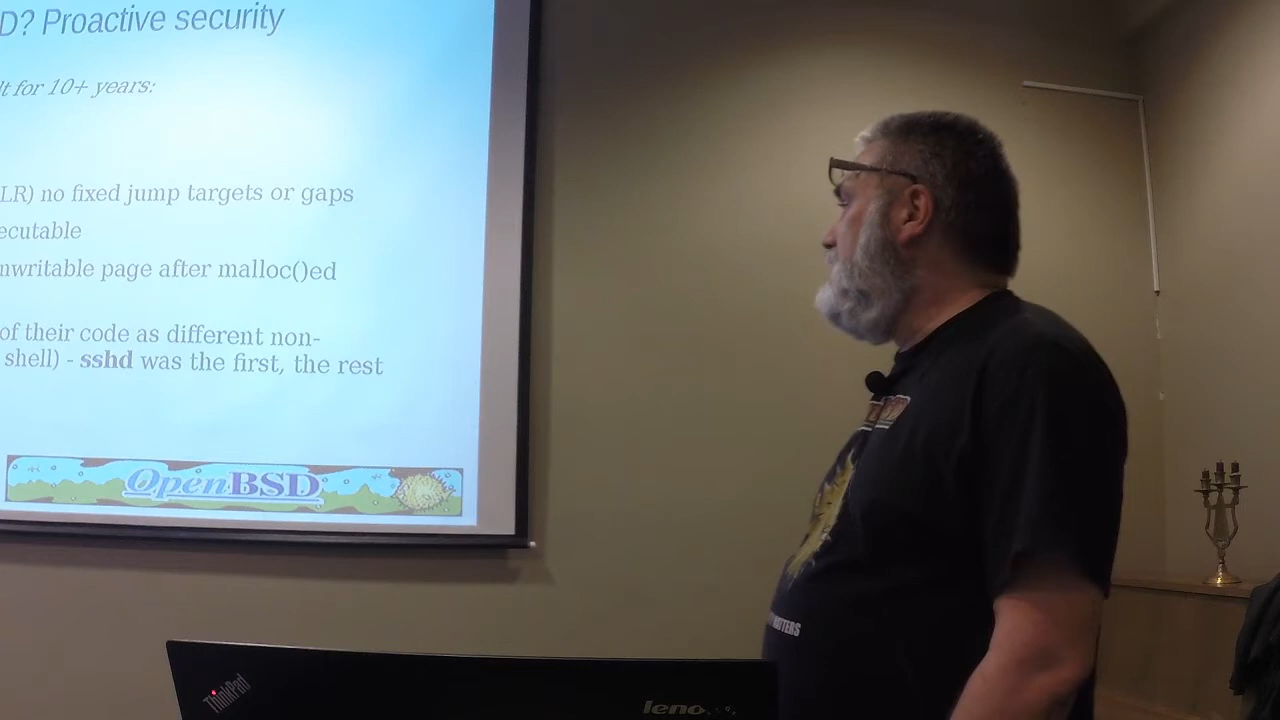 D? Proactive security
lt for 10+ years:
LR) no fixed jump targets or gaps
ecutable
nwritable page after malloc()ed
of their code as different non-
shell) - sshd was the first, the rest
OpenBSD
ThinkPad